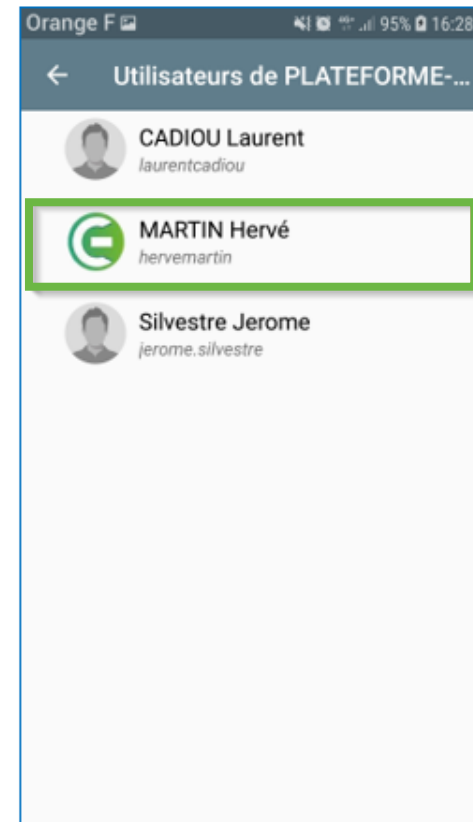 Orange F 95% 16:28
Utilisateurs de PLATEFORME-...
CADIOU Laurent
laurentcadiou
MARTIN Hervé
hervemartin
Silvestre Jerome
jerome.silvestre